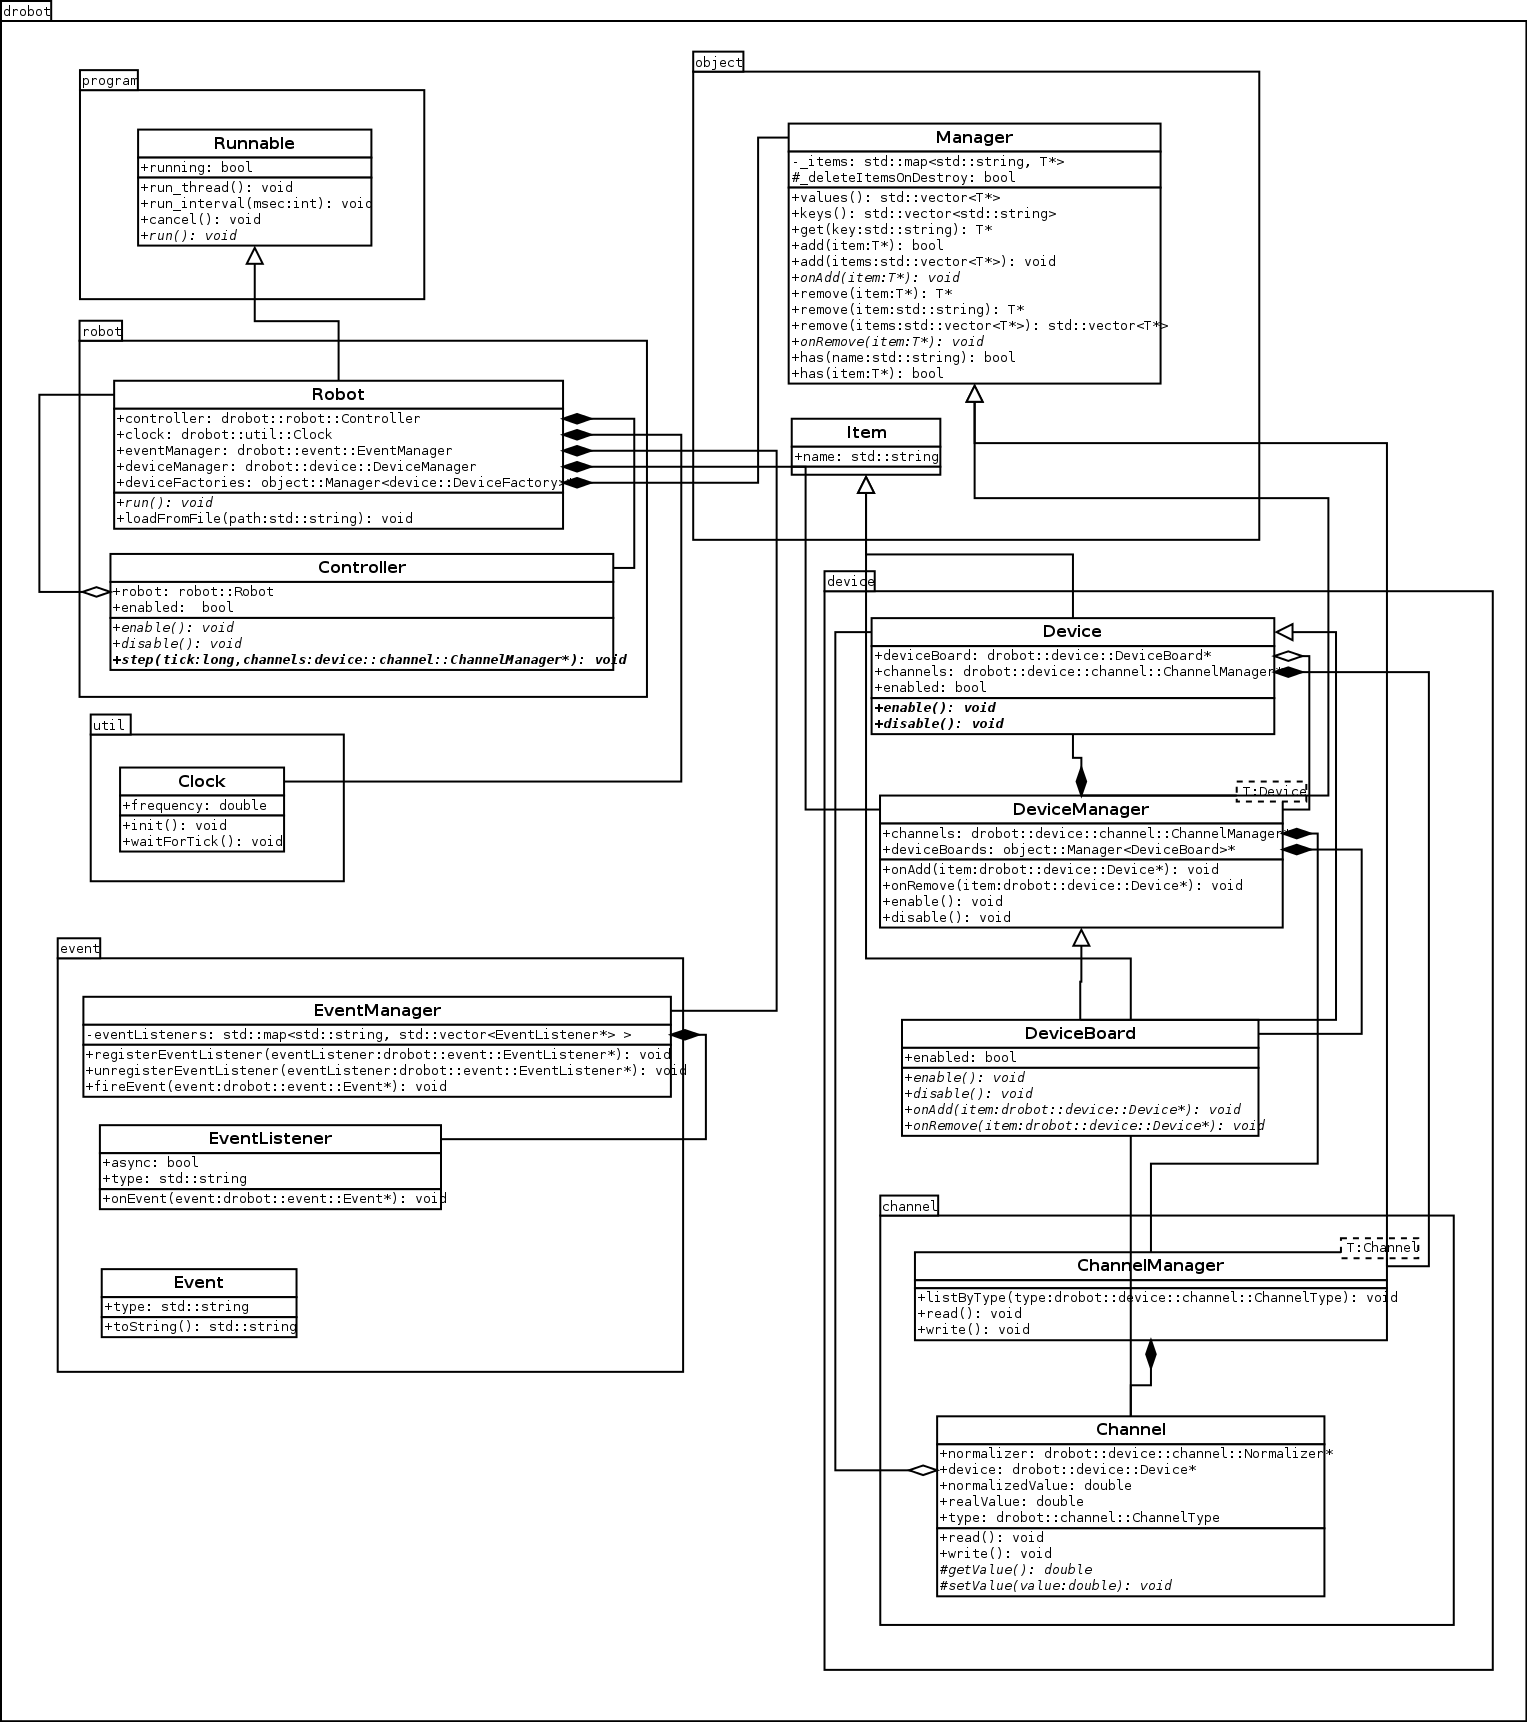 drobot
program
Runnable
+running: bool
+run_thread(): void
+run_interval(msec:int): void
+cancel(): void
+run(): void
robot
Robot
+controller: drobot::robot::Controller
+clock: drobot::util::Clock
+eventManager: drobot::event::EventManager
+deviceManager: drobot::device::DeviceManager
+deviceFactories: object::Manager<device::DeviceFactory>*
+run(): void
+loadFromFile(path:std::string): void
Controller
+robot: robot::Robot
+enabled:  bool
+enable(): void
+disable(): void
+step(tick:long,channels:device::channel::ChannelManager*): void
util
Clock
+frequency: double
+init(): void
+waitForTick(): void
event
EventManager
-eventListeners: std::map<std::string, std::vector<EventListener*> >
+registerEventListener(eventListener:drobot::event::EventListener*): void
+unregisterEventListener(eventListener:drobot::event::EventListener*): void
+fireEvent(event:drobot::event::Event*): void
EventListener
+async: bool
+type: std::string
+onEvent(event:drobot::event::Event*): void
Event
+type: std::string
+toString(): std::string
object
Manager
-_items: std::map<std::string, T*>
#_deleteItemsOnDestroy: bool
+values(): std::vector<T*>
+keys(): std::vector<std::string>
+get(key:std::string): T*
+add(item:T*): bool
+add(items:std::vector<T*>): void
+onAdd(item:T*): void
+remove(item:T*): T*
+remove(item:std::string): T*
+remove(items:std::vector<T*>): std::vector<T*>
+onRemove(item:T*): void
+has(name:std::string): bool
+has(item:T*): bool
Item
+name: std::string
device
Device
+deviceBoard: drobot::device::DeviceBoard*
+channels: drobot::device::channel::ChannelManager*
+enabled: bool
+enable(): void
+disable(): void
T:Device
DeviceManager
+channels: drobot::device::channel::ChannelManager*
+deviceBoards: object::Manager<DeviceBoard>*
+onAdd(item:drobot::device::Device*): void
+onRemove(item:drobot::device::Device*): void
+enable(): void
+disable(): void
DeviceBoard
+enabled: bool
+enable(): void
+disable(): void
+onAdd(item:drobot::device::Device*): void
+onRemove(item:drobot::device::Device*): void
channel
T:Channel
ChannelManager
+listByType(type:drobot::device::channel::ChannelType): void
+read(): void
+write(): void
Channel
+normalizer: drobot::device::channel::Normalizer*
+device: drobot::device::Device*
+normalizedValue: double
+realValue: double
+type: drobot::channel::ChannelType
+read(): void
+write(): void
#getValue(): double
#setValue(value:double): void